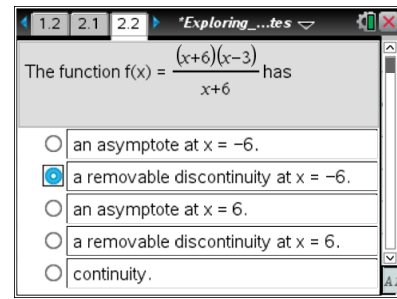 1.2 2.1 2.2 *Exploring_...tes
The function f(x) = (x+6)(x−3)/x+6 has
an asymptote at x = −6.
a removable discontinuity at x = −6.
an asymptote at x = 6.
a removable discontinuity at x = 6.
continuity.